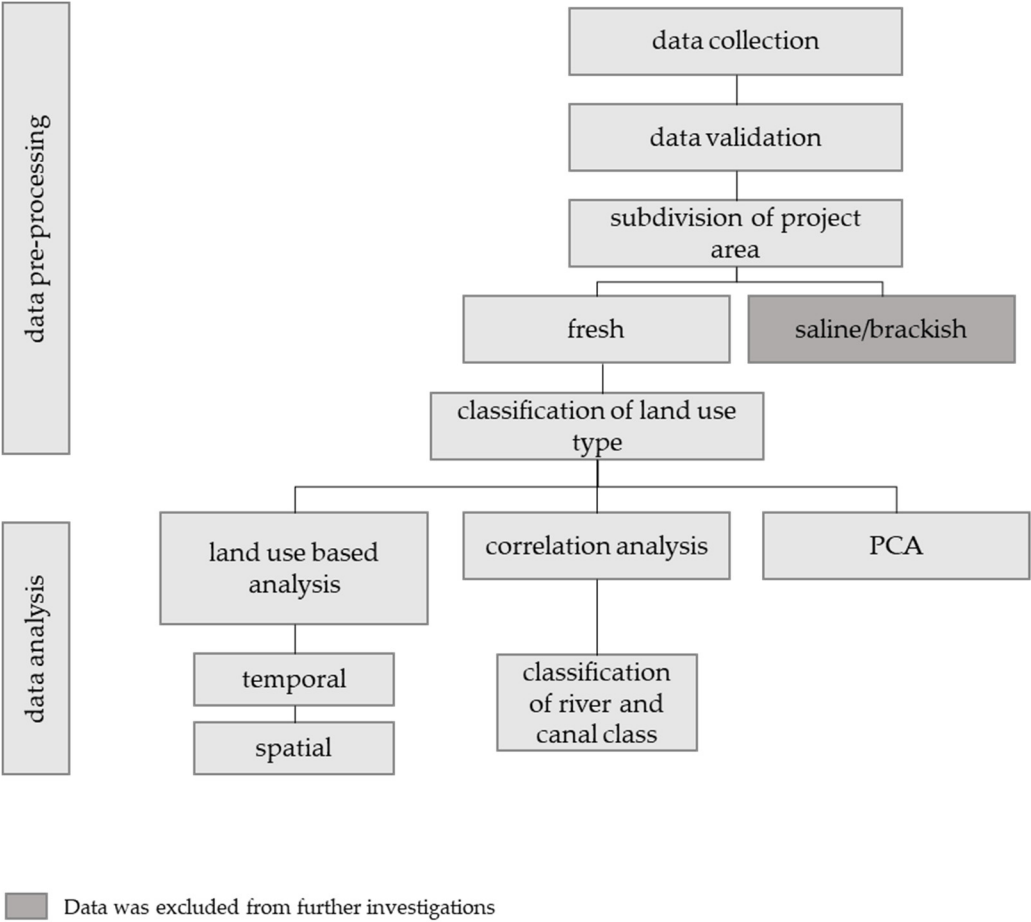 data pre-processing
data collection
data validation
subdivision of project
area
fresh
saline/brackish
classification of land use
type
data analysis
land use based
analysis
correlation analysis
PCA
temporal
spatial
classification
of river and
canal class
Data was excluded from further investigations